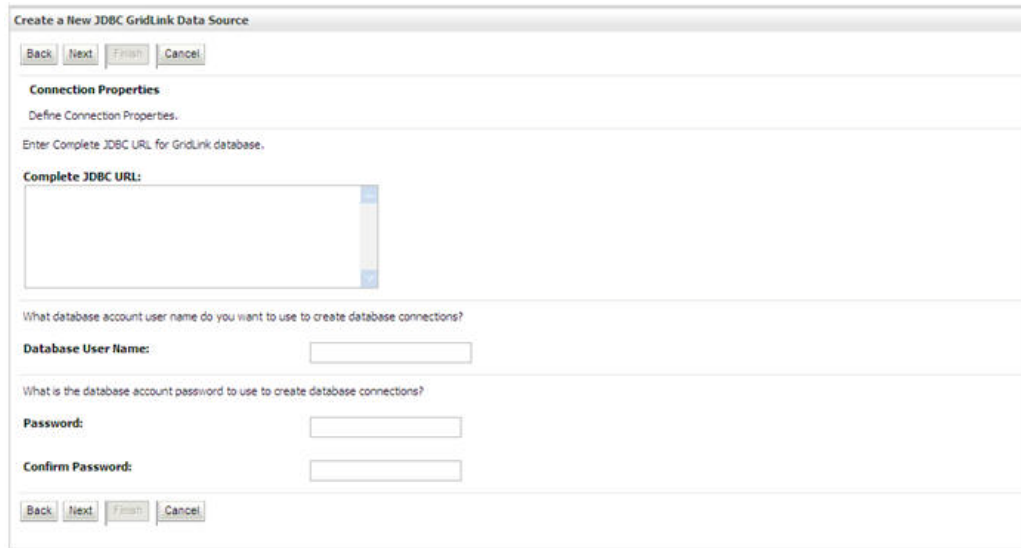 Create a New JDBC GridLink Data Source
Back Next Finish Cancel
Connection Properties
Define Connection Properties.
Enter Complete JDBC URL for GridLink database.
Complete JDBC URL:
What database account user name do you want to use to create database connections?
Database User Name:
What is the database account password to use to create database connections?
Password:
Confirm Password:
Back Next Finish Cancel